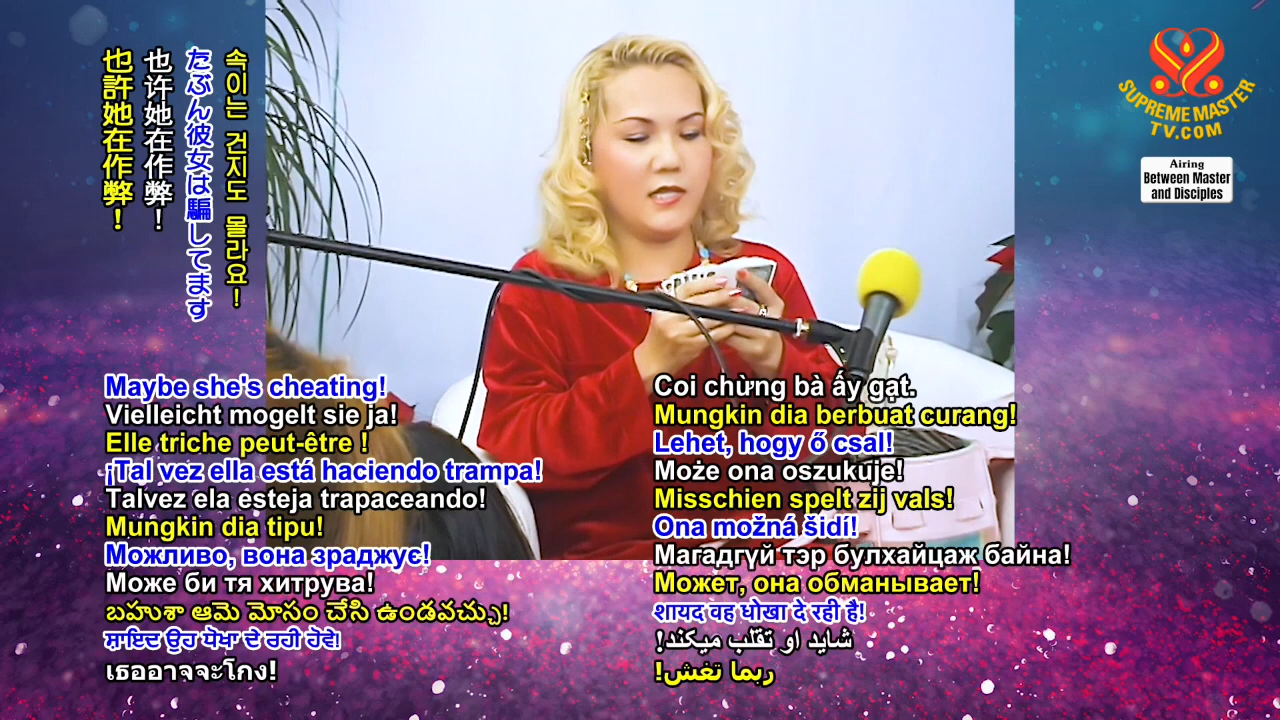 也許她在作弊！
也许她在作弊！
たぶん彼女は騙してます
속이는 건지도 몰라요!
SUPREME MASTER
TV.COM
Airing
Between Master
and Disciples
Maybe she's cheating!
Vielleicht mogelt sie ja!
Elle triche peut-être !
¡Tal vez ella está haciendo trampa!
Talvez ela esteja trapaceando!
Mungkin dia tipu!
Можливо, вона зраджує!
Може би тя хитрува!
బహుశా ఆమె మోసం చేసి ఉండవచ్చు!
ਸ਼ਾਇਦ ਉਹ ਧੋਖਾ ਦੇ ਰਹੀ ਹੋਵੇ!
เธออาจจะโกง!
Coi chừng bà ấy gạt.
Mungkin dia berbuat curang!
Lehet, hogy ő csal!
Może ona oszukuje!
Misschien spelt zij vals!
Ona možná šidí!
Магадгүй тэр булхайцаж байна!
Может, она обманывает!
शायद वह धोखा दे रही है!
شاید او تقلب میکند!
ربما تغش!